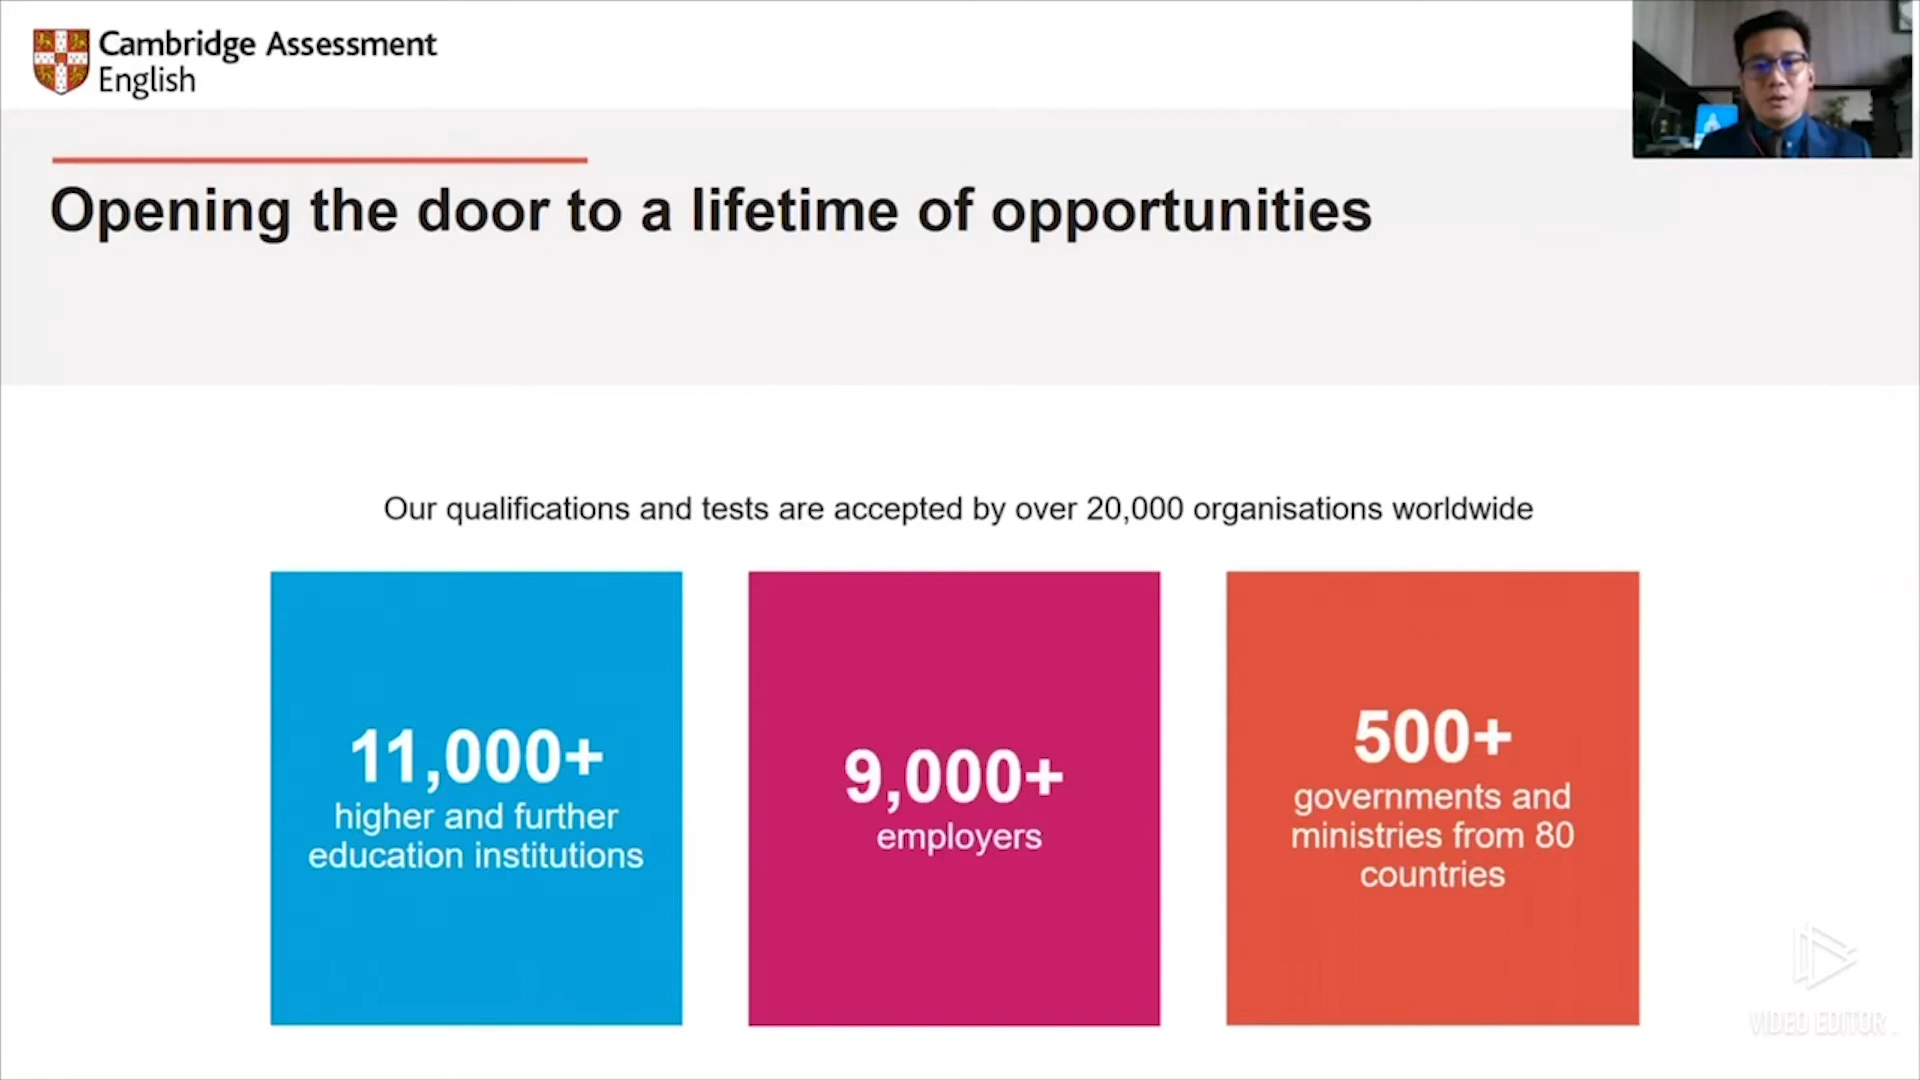 Cambridge Assessment
English
Opening the door to a lifetime of opportunities
Our qualifications and tests are accepted by over 20,000 organisations worldwide
11,000+
higher and further
education institutions
9,000+
employers
500+
governments and
ministries from 80
countries
VIDEO EDITOR